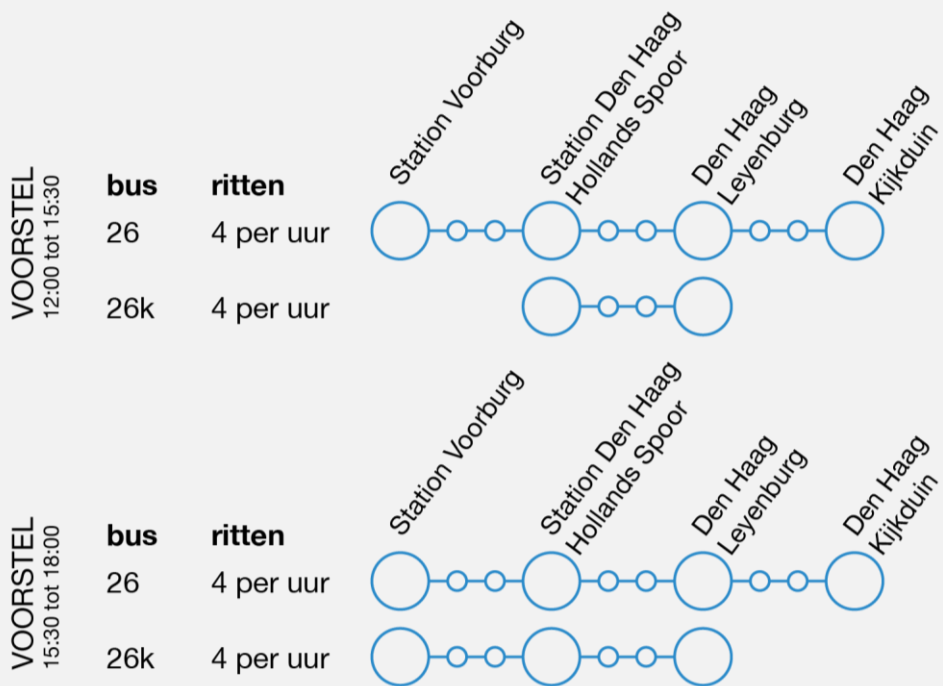 VOORSTEL
12:00 tot 15:30
bus ritten
Station Voorburg
Station Den Haag
Hollands Spoor
Den Haag
Leyenburg
Den Haag
Kijkduin
26 4 per uur
26k 4 per uur
VOORSTEL
15:30 tot 18:00
bus ritten
Station Voorburg
Station Den Haag
Hollands Spoor
Den Haag
Leyenburg
Den Haag
Kijkduin
26 4 per uur
26k 4 per uur